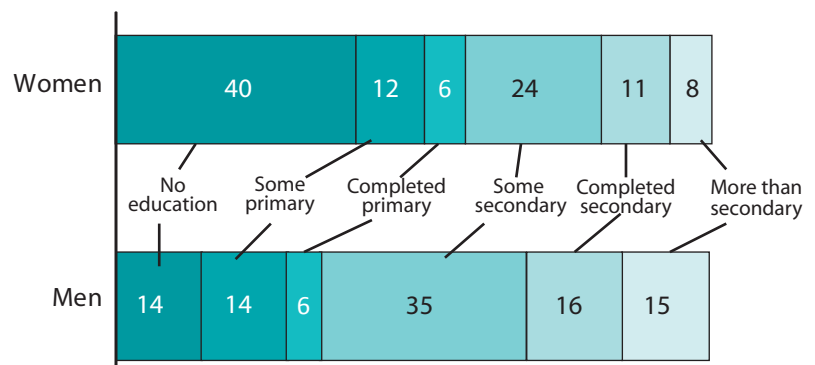 Women
40 12 6 24 11 8
No
education
Some
primary
Completed
primary
Some
secondary
Completed
secondary
More than
secondary
Men
14 14 6 35 16 15